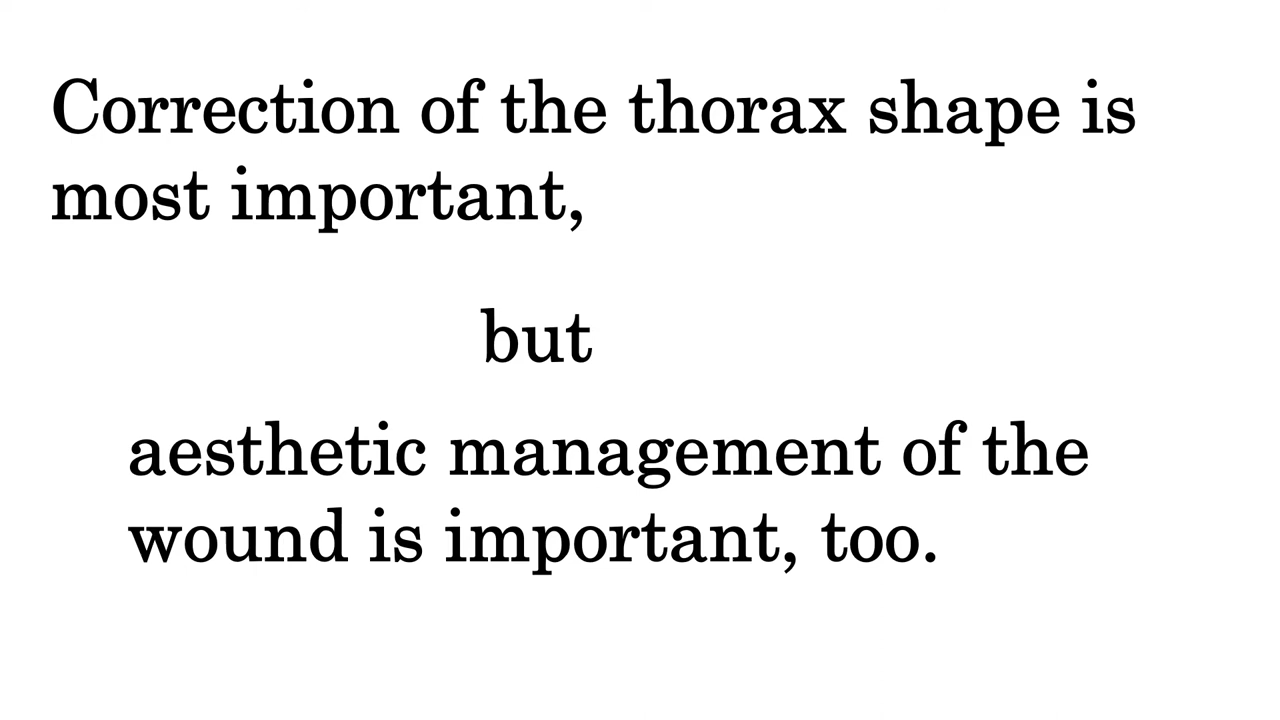 Correction of the thorax shape is
most important,
but
aesthetic management of the
wound is important, too.